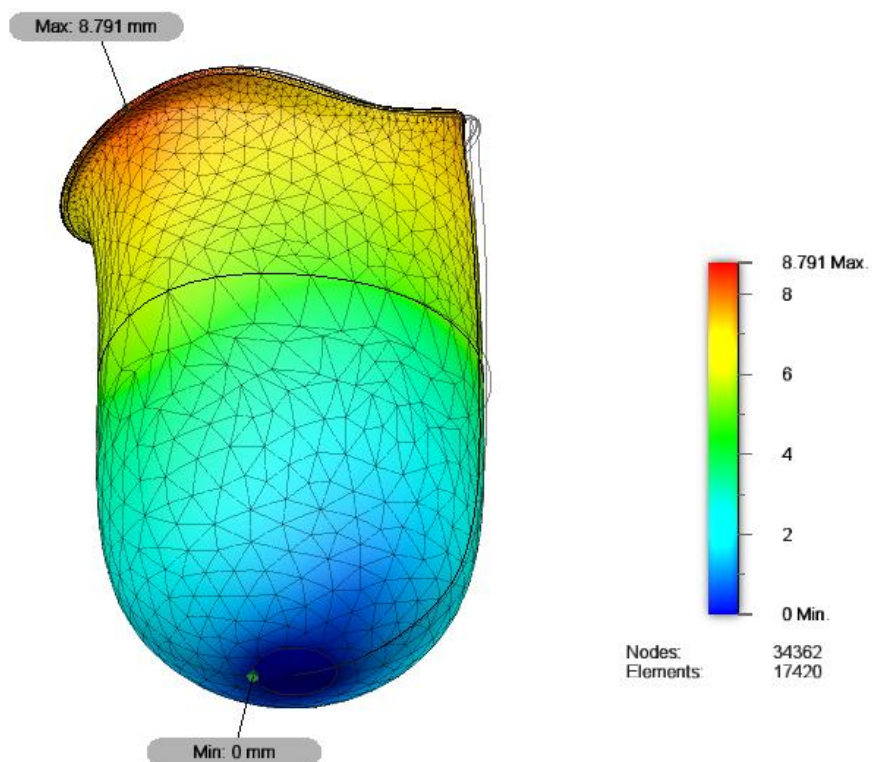 Max: 8.791 mm
8.791 Max.
8
6
4
2
0 Min.
Nodes: 34362
Elements: 17420
Min: 0 mm